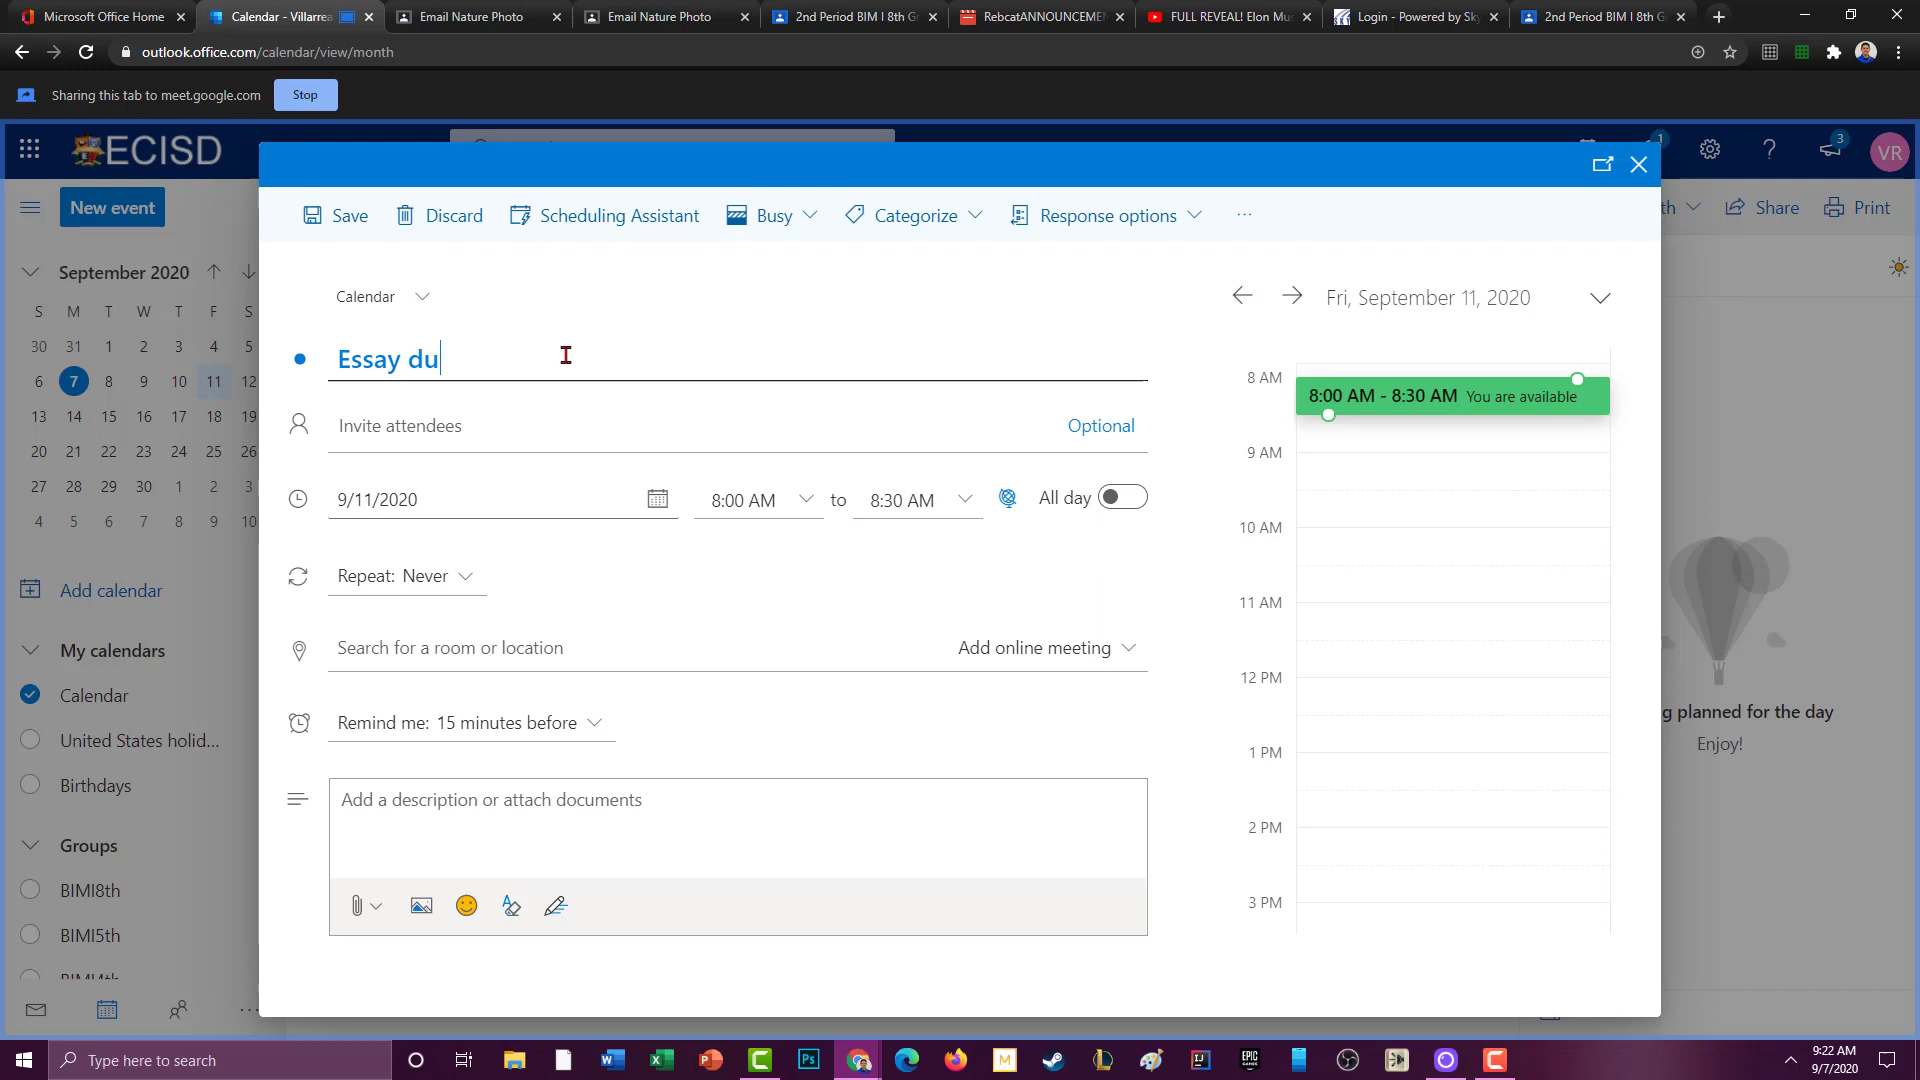 Microsoft Office Home
Calendar - Villarrea
Email Nature Photo
Email Nature Photo
2nd Period BIM I 8th Gr
RebcatANNOUNCEMEN
FULL REVEAL! Elon Mus
Login - Powered by Sky
2nd Period BIM I 8th Gr
outlook.office.com/calendar/view/month
Sharing this tab to meet.google.com
Stop
ECISD
1
3
VR
New event
Share
Print
Save
Discard
Scheduling Assistant
Busy
Categorize
Response options
September 2020
S M T W T F S
30 31 1 2 3 4 5
6 7 8 9 10 11 12
13 14 15 16 17 18 19
20 21 22 23 24 25 26
27 28 29 30 1 2 3
4 5 6 7 8 9 10
Add calendar
My calendars
Calendar
United States holid...
Birthdays
Groups
BIMI8th
BIMI5th
BIMI4th
Calendar
Essay du
Invite attendees
Optional
9/11/2020
8:00 AM to 8:30 AM
All day
Repeat: Never
Search for a room or location
Add online meeting
Remind me: 15 minutes before
Add a description or attach documents
Fri, September 11, 2020
8 AM
8:00 AM - 8:30 AM You are available
9 AM
10 AM
11 AM
12 PM
1 PM
2 PM
3 PM
g planned for the day
Enjoy!
Type here to search
9:22 AM
9/7/2020